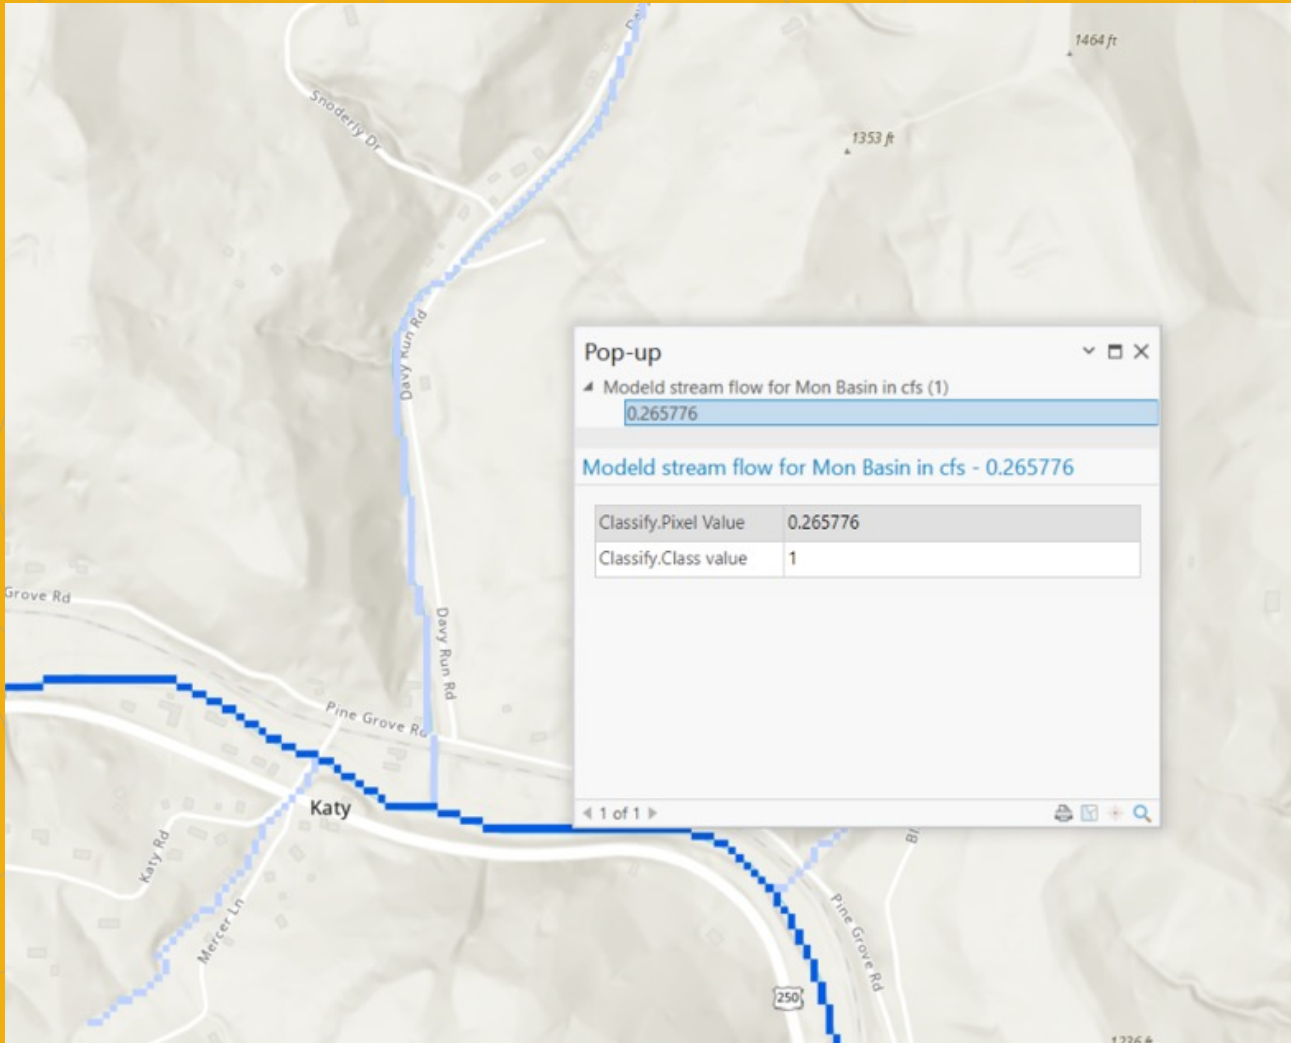 1464 ft
Snoderly Dr
1353 ft
Davy Run Rd
Pop-up
Modeld stream flow for Mon Basin in cfs (1)
0.265776
Modeld stream flow for Mon Basin in cfs - 0.265776
Classify.Pixel Value 0.265776
Classify.Class value 1
Grove Rd
Davy Run Rd
Pine Grove Rd
Katy
1 of 1
Katy Rd
Mercer Ln
Pine Grove Rd
Bl
250
1236 ft